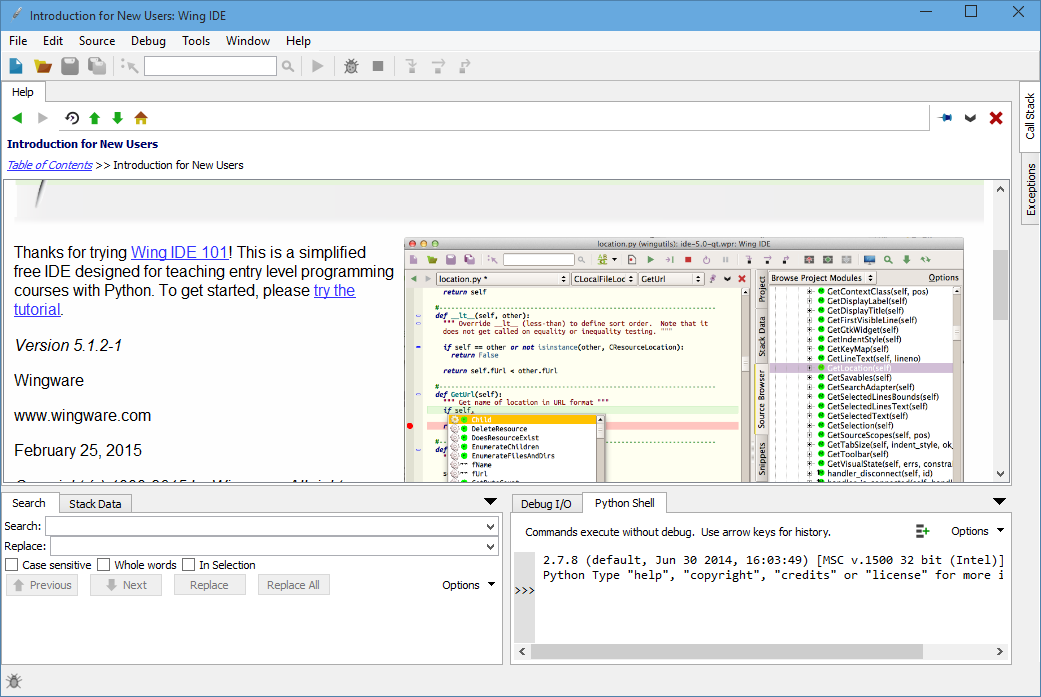 Introduction for New Users: Wing IDE
File Edit Source Debug Tools Window Help
Help
Introduction for New Users
Table of Contents >> Introduction for New Users
Thanks for trying Wing IDE 101! This is a simplified
free IDE designed for teaching entry level programming
courses with Python. To get started, please try the
tutorial.
Version 5.1.2-1
Wingware
www.wingware.com
February 25, 2015
location.py (wingutils): ide-5.0-qt.wpr: Wing IDE
location.py * CLocalFileLoc GetUrl
return self
def __lt__(self, other):
""" Override __lt__ (less-than) to define sort order. Note that it
does not get called on equality or inequality testing. """
if self == other or not isinstance(other, CResourceLocation):
return False
return self.fUrl < other.fUrl
def GetUrl(self):
""" Get name of location in URL format """
if self.
Child
DeleteResource
DoesResourceExist
EnumerateChildren
EnumerateFilesAndDirs
fName
fUrl
Project
Stack Data
Source Browser
Snippets
Browse Project Modules Options
GetContextClass(self, pos)
GetDisplayLabel(self)
GetDisplayTitle(self)
GetFirstVisibleLine(self)
GetGtkWidget(self)
GetIndentStyle(self)
GetKeyMap(self)
GetLineText(self, lineno)
GetLocation(self)
GetSavables(self)
GetSearchAdapter(self)
GetSelectedLinesBounds(self)
GetSelectedLinesText(self)
GetSelectedText(self)
GetSelection(self)
GetSourceScopes(self, pos)
GetTabSize(self, indent_style, ok_
GetToolbar(self)
GetVisualState(self, errs, constra
handler_disconnect(self, id)
Call Stack
Exceptions
Search Stack Data
Search:
Replace:
Case sensitive Whole words In Selection
Previous Next Replace Replace All Options
Debug I/O Python Shell
Commands execute without debug. Use arrow keys for history. Options
2.7.8 (default, Jun 30 2014, 16:03:49) [MSC v.1500 32 bit (Intel)]
Python Type "help", "copyright", "credits" or "license" for more i
>>>